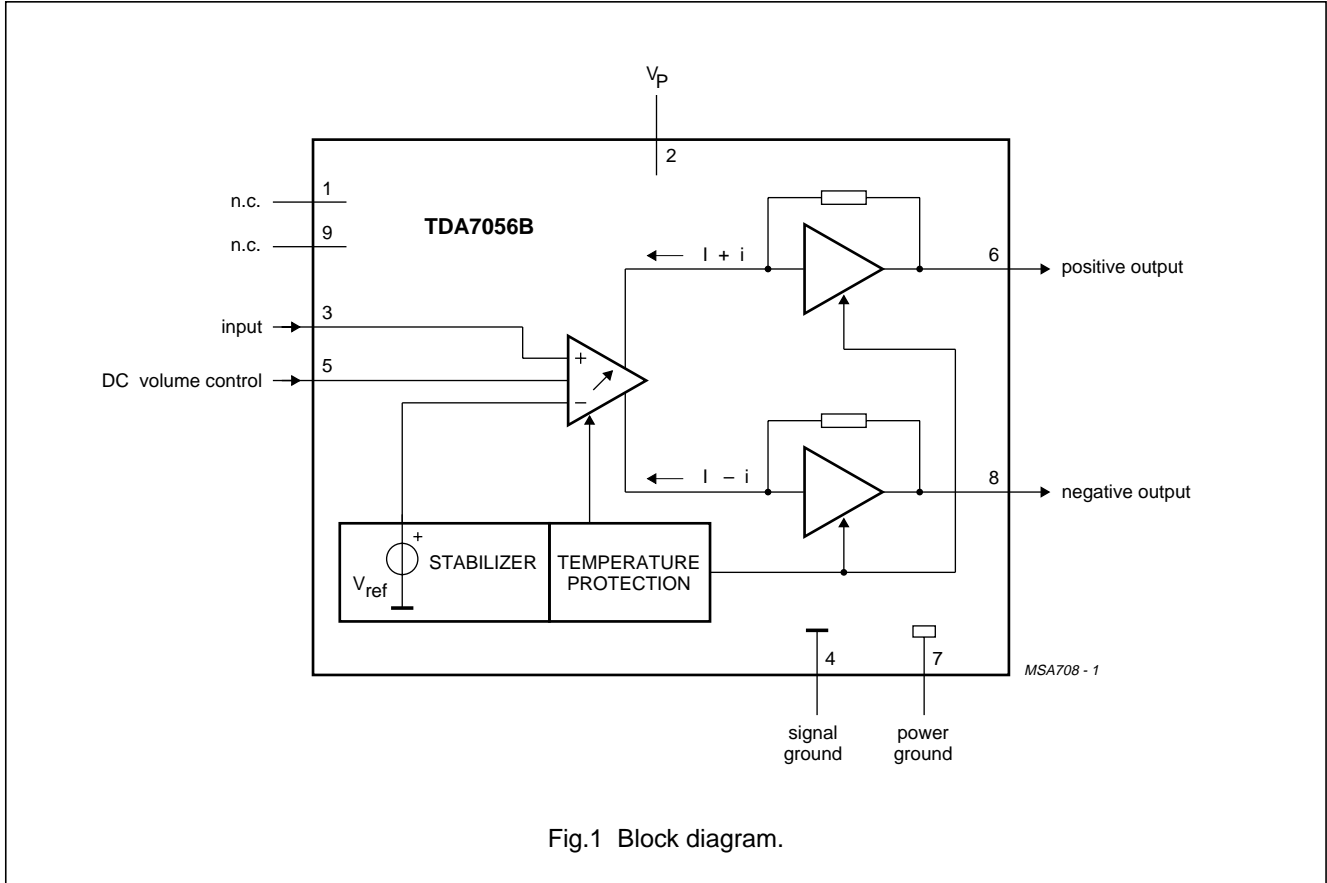 V_P
2
n.c.
1
n.c.
9
TDA7056B
I + i
6
positive output
input
3
DC volume control
5
+
−
I − i
8
negative output
+
V_ref
STABILIZER
TEMPERATURE
PROTECTION
4
7
signal
ground
power
ground
MSA708 - 1
Fig.1 Block diagram.